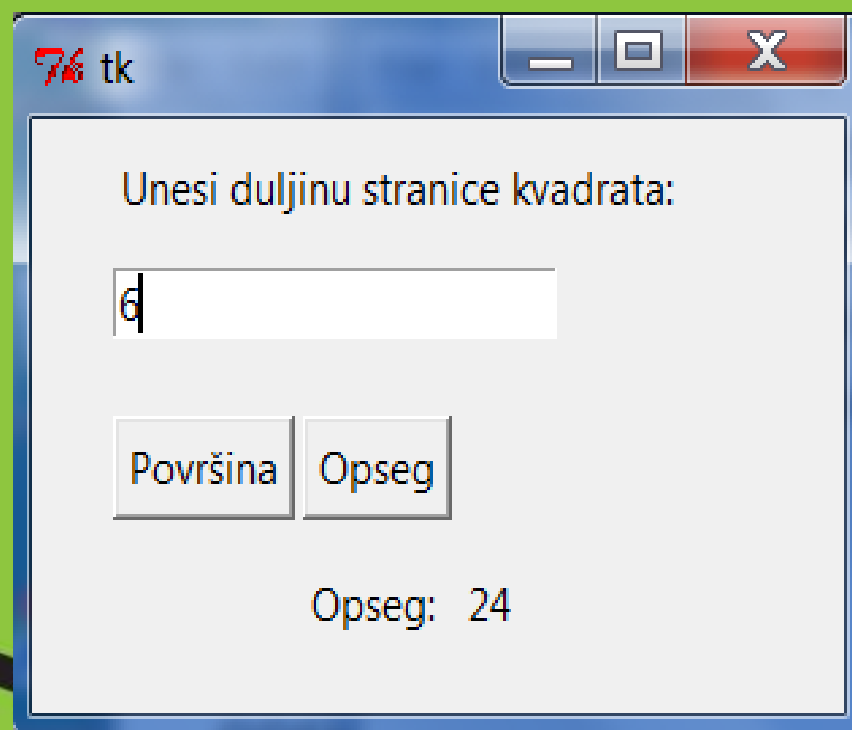 tk
Unesi duljinu stranice kvadrata:
6
Površina Opseg
Opseg: 24